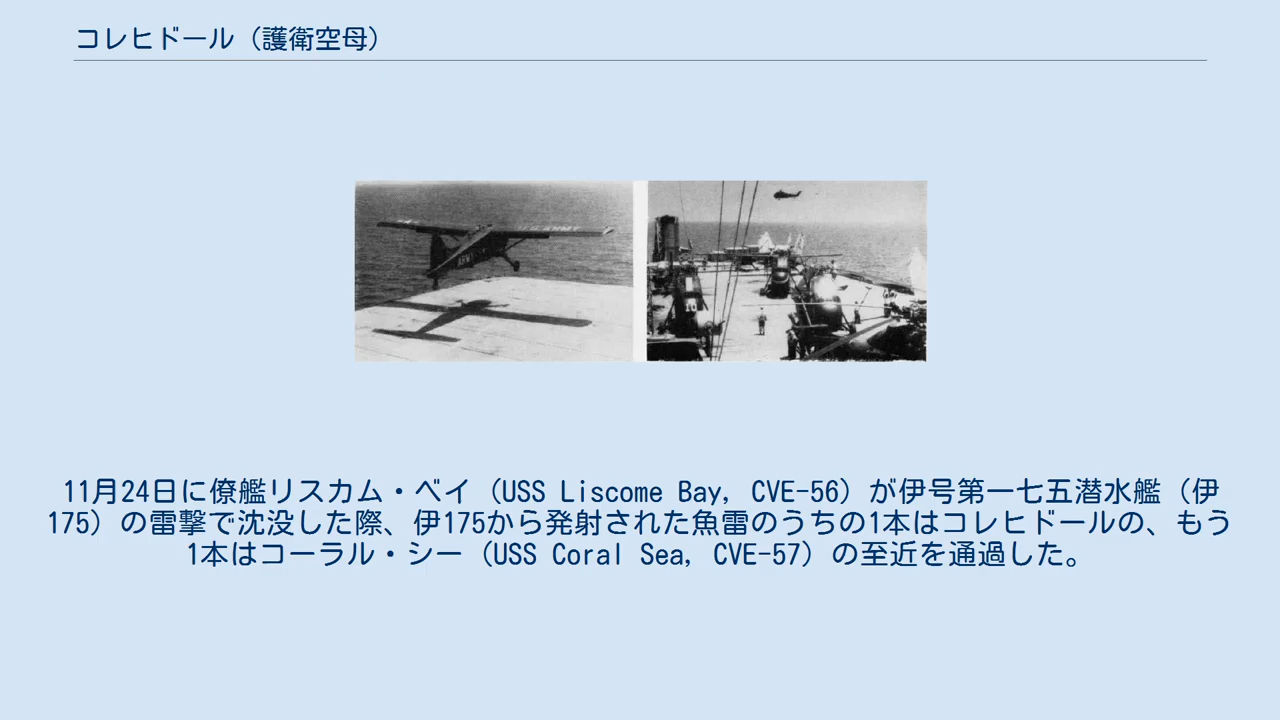 コレヒドール（護衛空母）
11月24日に僚艦リスカム・ベイ（USS Liscome Bay, CVE-56）が伊号第一七五潜水艦（伊
175）の雷撃で沈没した際、伊175から発射された魚雷のうちの1本はコレヒドールの、もう
1本はコーラル・シー（USS Coral Sea, CVE-57）の至近を通過した。